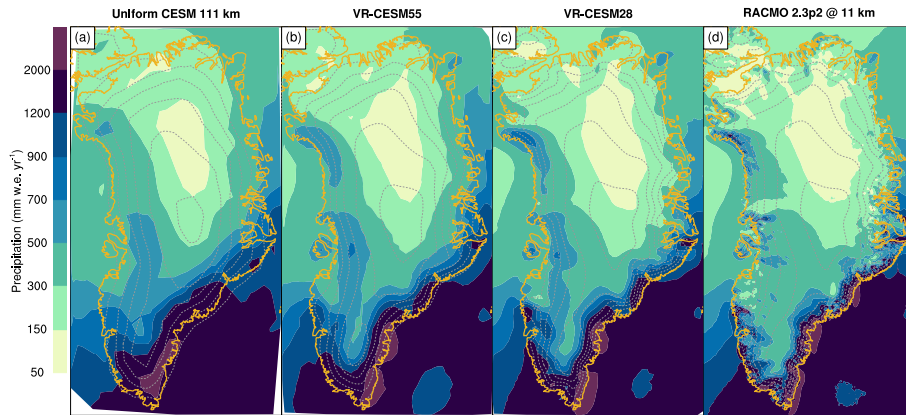 Uniform CESM 111 km
VR-CESM55
VR-CESM28
RACMO 2.3p2 @ 11 km
(a)
(b)
(c)
(d)
Precipitation (mm w.e. yr⁻¹)
2000
1200
900
700
500
300
150
50